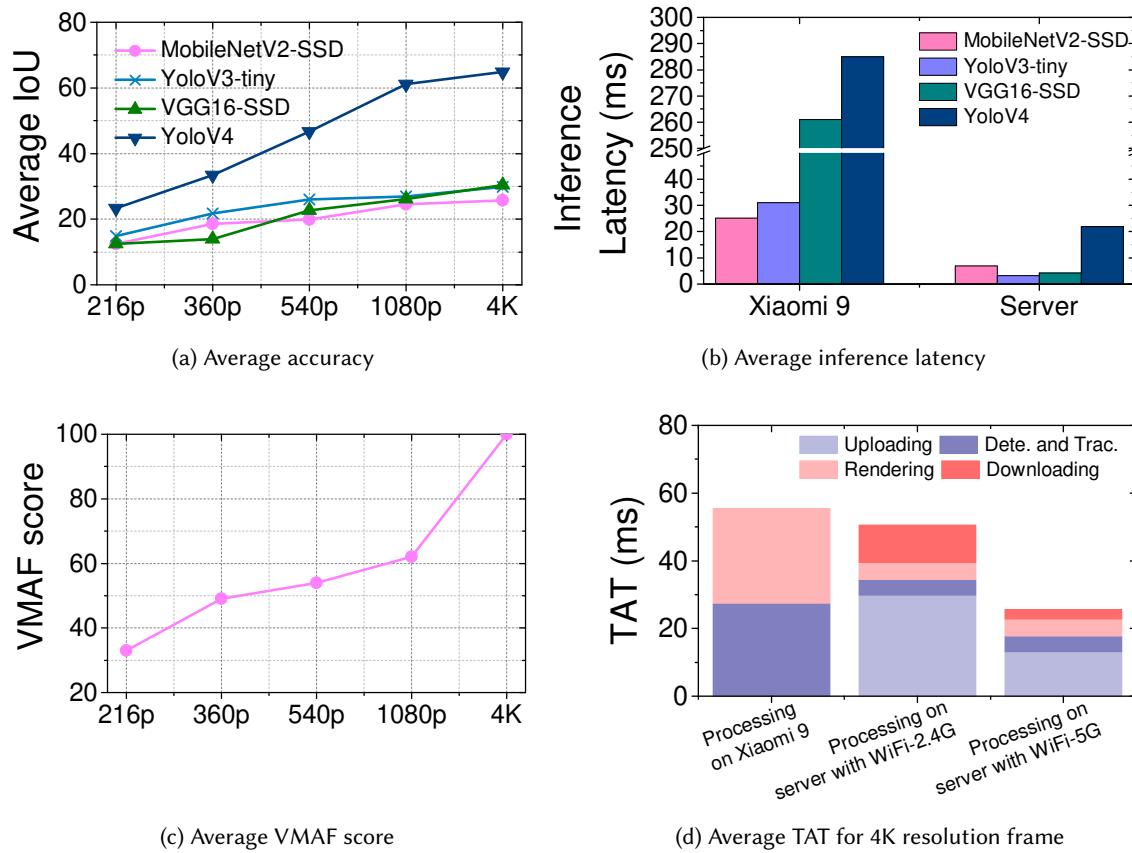 80
60
40
20
0
Average IoU
MobileNetV2-SSD
YoloV3-tiny
VGG16-SSD
YoloV4
216p 360p 540p 1080p 4K
(a) Average accuracy
300
290
280
270
260
250
50
40
30
20
10
0
Inference
Latency (ms)
MobileNetV2-SSD
YoloV3-tiny
VGG16-SSD
YoloV4
Xiaomi 9 Server
(b) Average inference latency
100
80
60
40
20
VMAF score
216p 360p 540p 1080p 4K
(c) Average VMAF score
80
60
40
20
0
TAT (ms)
Uploading Dete. and Trac.
Rendering Downloading
Processing
on Xiaomi 9
Processing on
server with WiFi-2.4G
Processing on
server with WiFi-5G
(d) Average TAT for 4K resolution frame